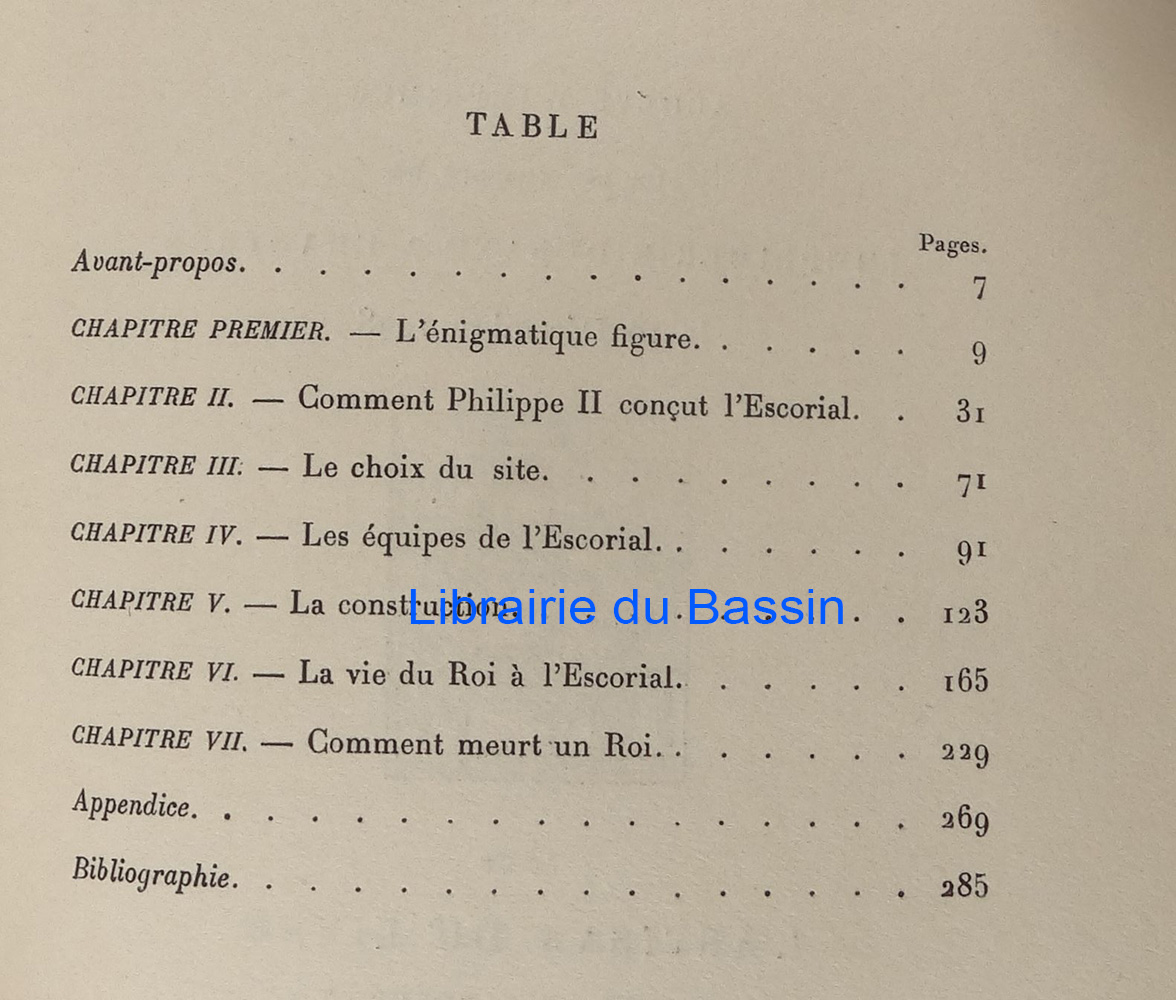 TABLE
Pages.
Avant-propos. . . . . . . . . . . . . . . . 7
CHAPITRE PREMIER. — L'énigmatique figure. . . . . . 9
CHAPITRE II. — Comment Philippe II conçut l'Escorial. . 31
CHAPITRE III. — Le choix du site. . . . . . . . . 71
CHAPITRE IV. — Les équipes de l'Escorial. . . . . . . 91
CHAPITRE V. — La construction. . . . . . . . . 123
Librairie du Bassin
CHAPITRE VI. — La vie du Roi à l'Escorial. . . . . . 165
CHAPITRE VII. — Comment meurt un Roi. . . . . . . 229
Appendice. . . . . . . . . . . . . . . . . 269
Bibliographie. . . . . . . . . . . . . . . . 285